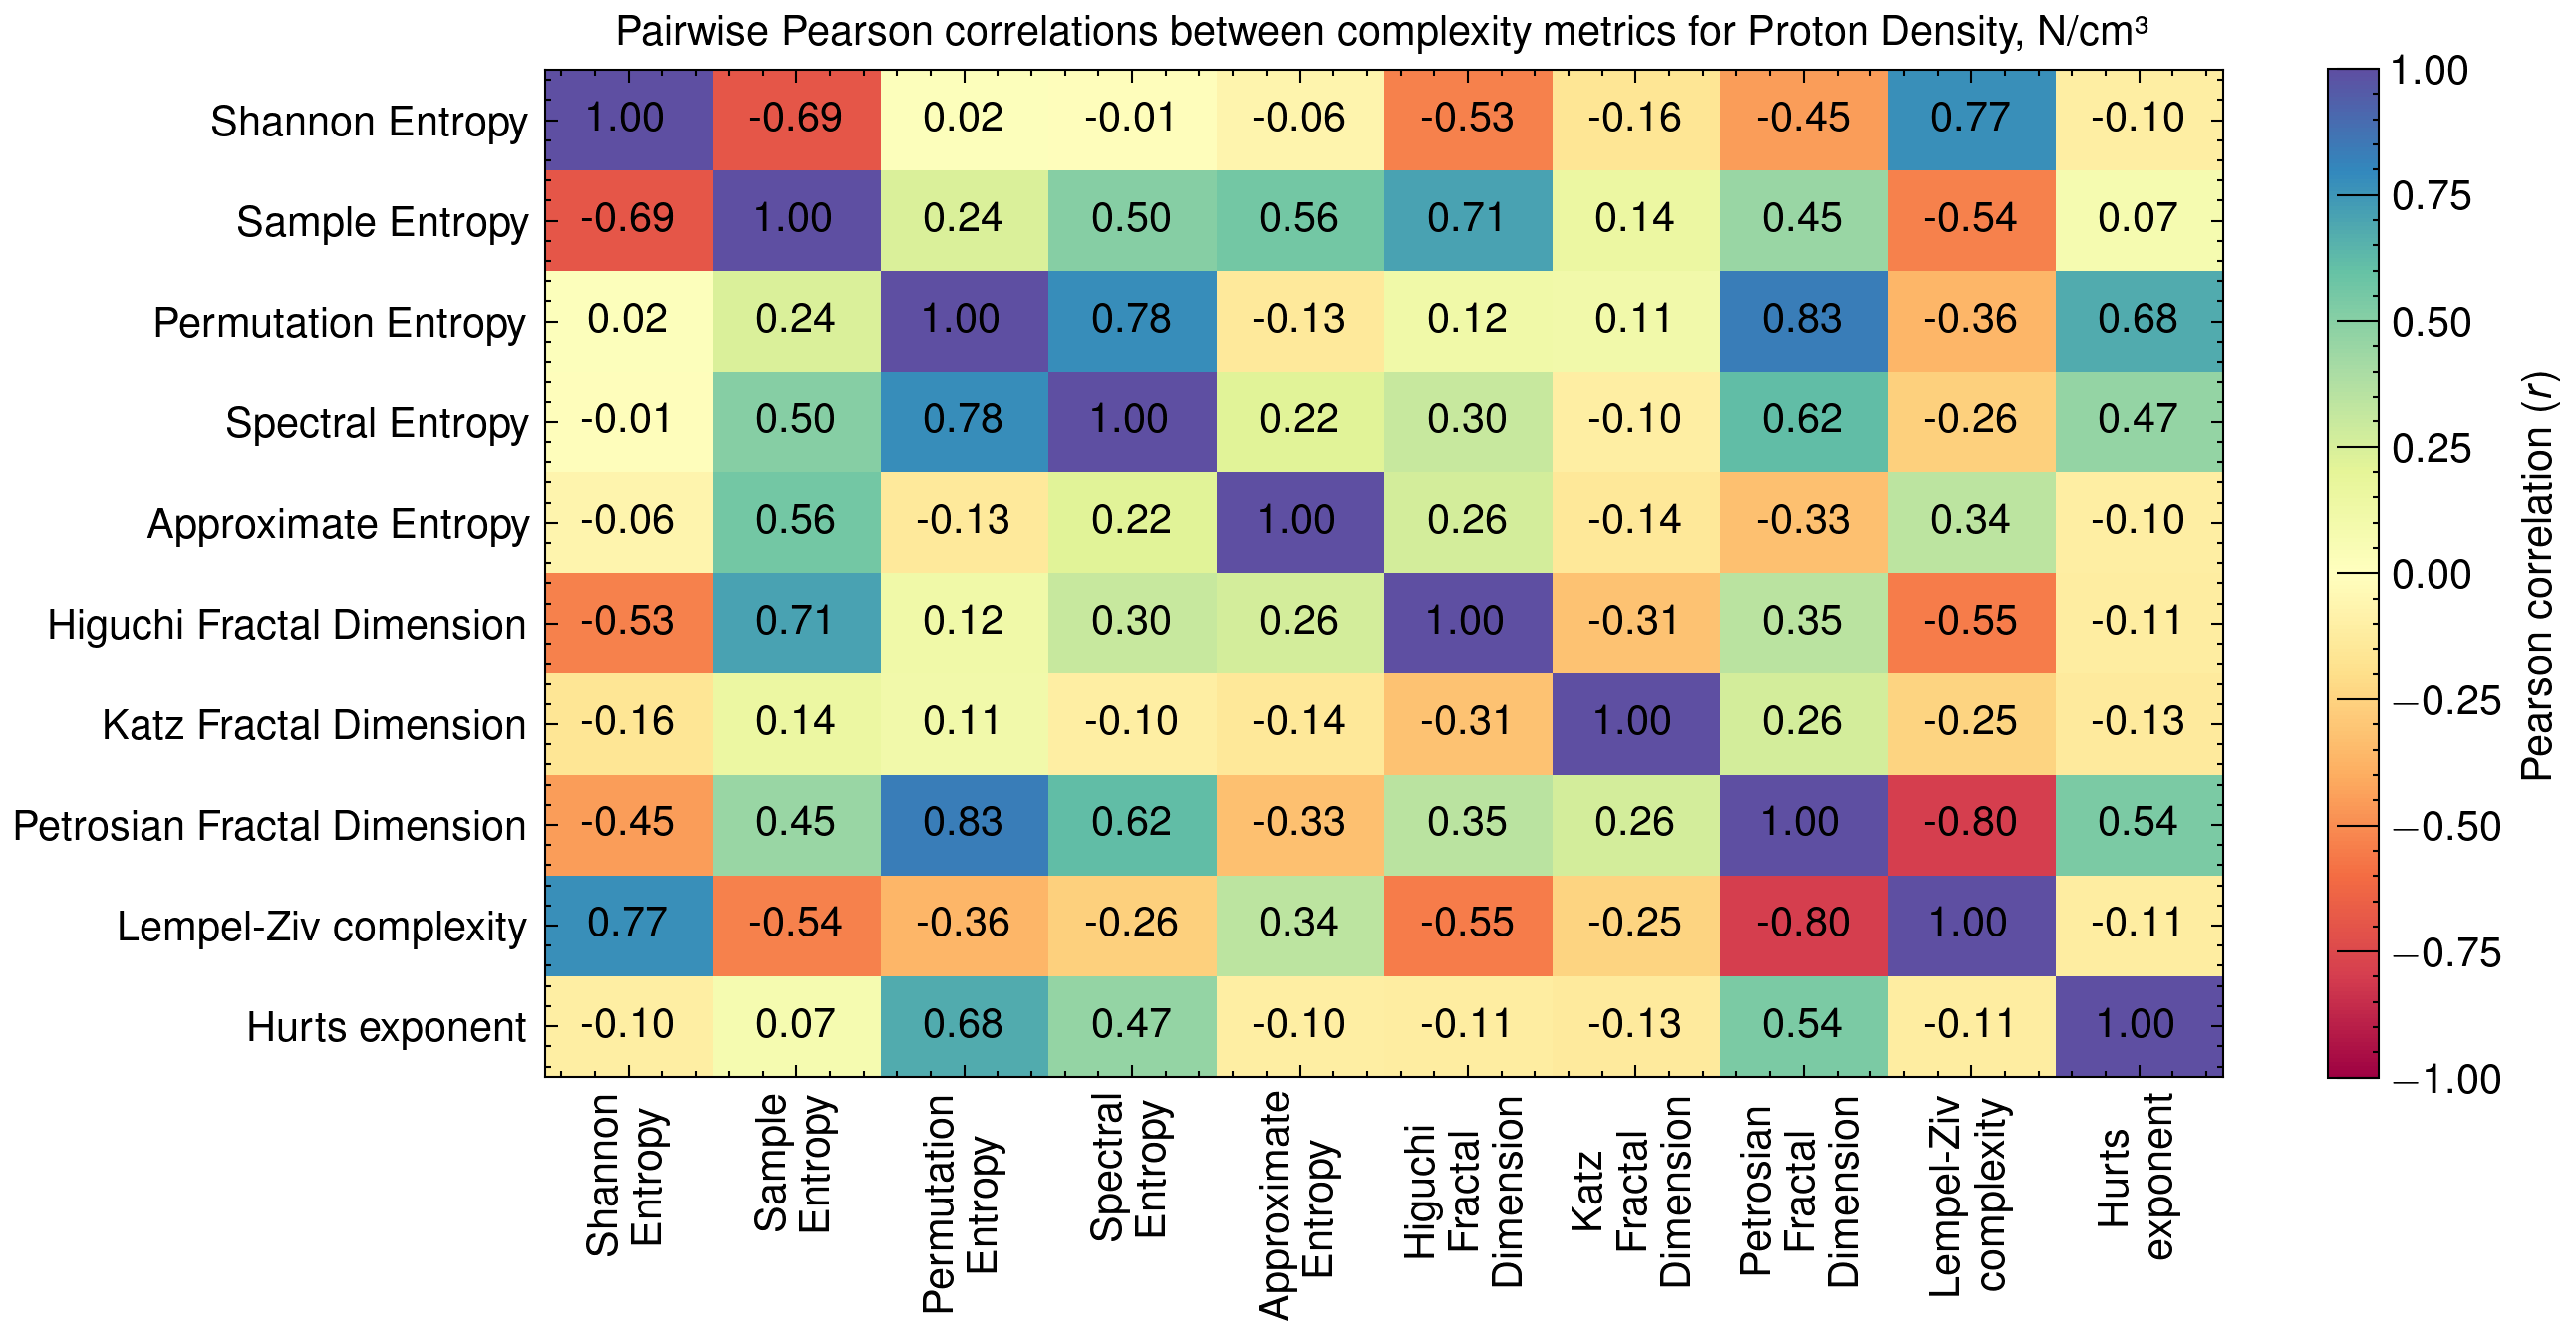 Pairwise Pearson correlations between complexity metrics for Proton Density, N/cm³
Shannon Entropy 1.00 -0.69 0.02 -0.01 -0.06 -0.53 -0.16 -0.45 0.77 -0.10
Sample Entropy -0.69 1.00 0.24 0.50 0.56 0.71 0.14 0.45 -0.54 0.07
Permutation Entropy 0.02 0.24 1.00 0.78 -0.13 0.12 0.11 0.83 -0.36 0.68
Spectral Entropy -0.01 0.50 0.78 1.00 0.22 0.30 -0.10 0.62 -0.26 0.47
Approximate Entropy -0.06 0.56 -0.13 0.22 1.00 0.26 -0.14 -0.33 0.34 -0.10
Higuchi Fractal Dimension -0.53 0.71 0.12 0.30 0.26 1.00 -0.31 0.35 -0.55 -0.11
Katz Fractal Dimension -0.16 0.14 0.11 -0.10 -0.14 -0.31 1.00 0.26 -0.25 -0.13
Petrosian Fractal Dimension -0.45 0.45 0.83 0.62 -0.33 0.35 0.26 1.00 -0.80 0.54
Lempel-Ziv complexity 0.77 -0.54 -0.36 -0.26 0.34 -0.55 -0.25 -0.80 1.00 -0.11
Hurts exponent -0.10 0.07 0.68 0.47 -0.10 -0.11 -0.13 0.54 -0.11 1.00
Shannon
Entropy
Sample
Entropy
Permutation
Entropy
Spectral
Entropy
Approximate
Entropy
Higuchi
Fractal
Dimension
Katz
Fractal
Dimension
Petrosian
Fractal
Dimension
Lempel-Ziv
complexity
Hurts
exponent
1.00
0.75
0.50
0.25
0.00
−0.25
−0.50
−0.75
−1.00
Pearson correlation (r)